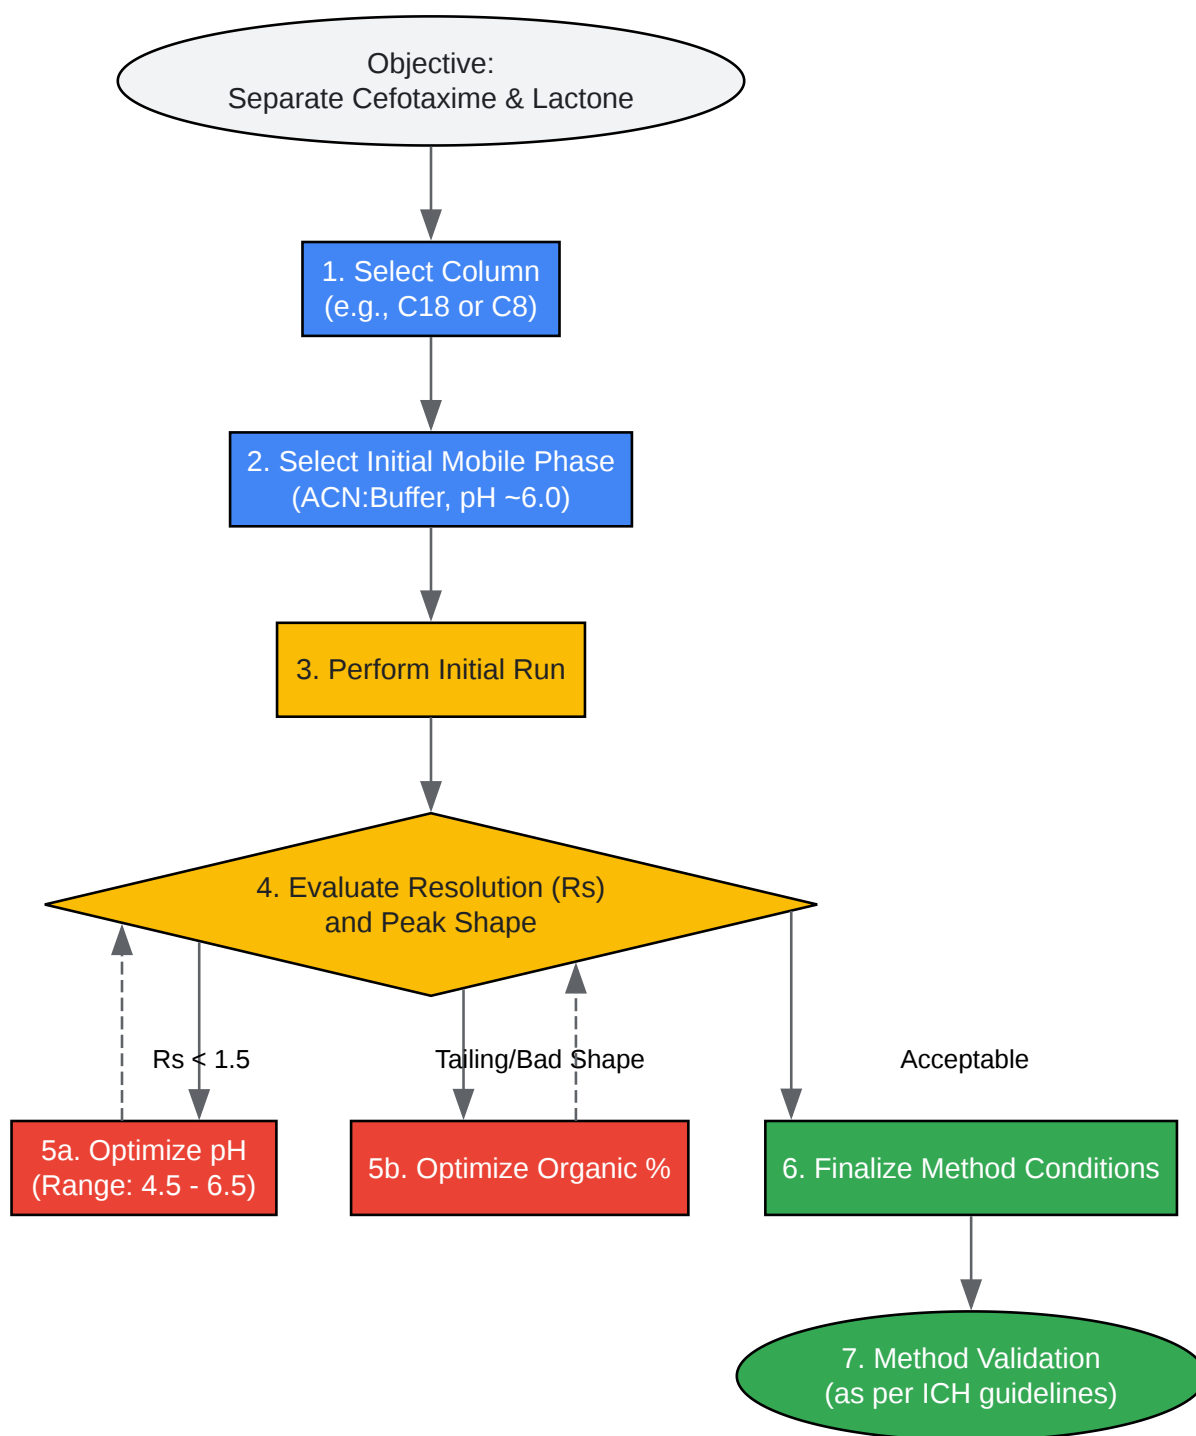 Objective:
Separate Cefotaxime & Lactone
1. Select Column
(e.g., C18 or C8)
2. Select Initial Mobile Phase
(ACN:Buffer, pH ~6.0)
3. Perform Initial Run
4. Evaluate Resolution (Rs)
and Peak Shape
Rs < 1.5
Tailing/Bad Shape
Acceptable
5a. Optimize pH
(Range: 4.5 - 6.5)
5b. Optimize Organic %
6. Finalize Method Conditions
7. Method Validation
(as per ICH guidelines)